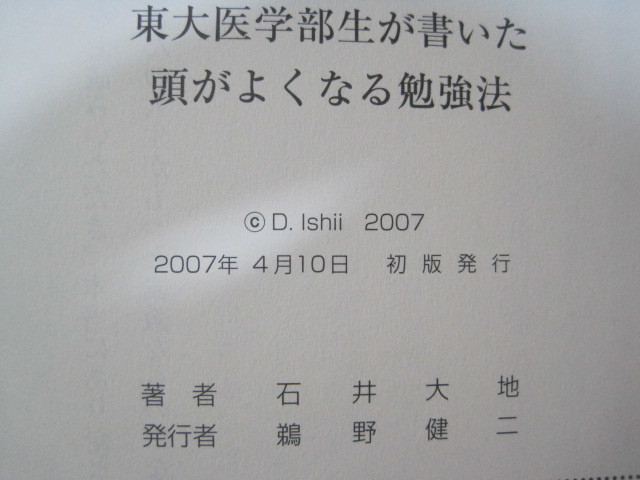 東大医学部生が書いた
頭がよくなる勉強法
© D. Ishii 2007
2007年 4月10日 初版発行
著者 石井大地
発行者 鵜野健二